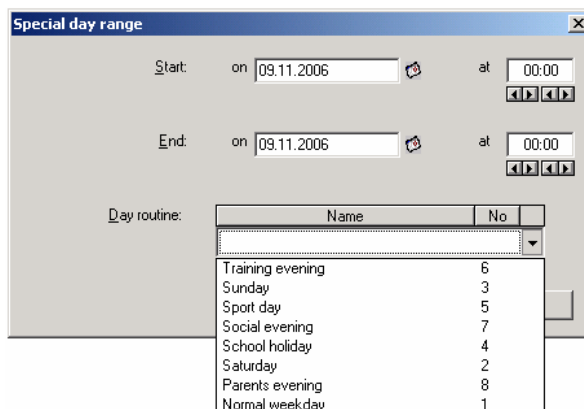 Special day range
Start: on 09.11.2006 at 00:00
End: on 09.11.2006 at 00:00
Day routine: Name No
Training evening 6
Sunday 3
Sport day 5
Social evening 7
School holiday 4
Saturday 2
Parents evening 8
Normal weekday 1